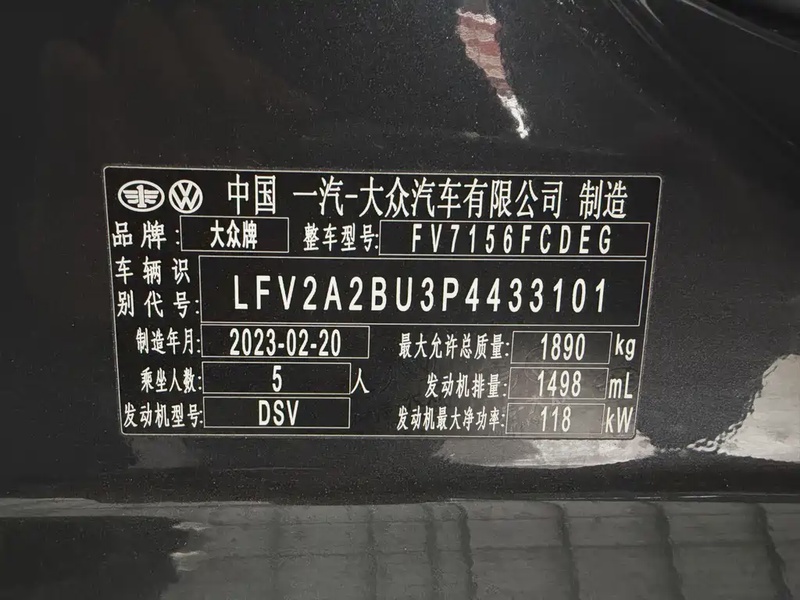 中国 一汽-大众汽车有限公司 制造
品牌: 大众牌 整车型号: FV7156FCDEG
车辆识别代号: LFV2A2BU3P4433101
制造年月: 2023-02-20 最大允许总质量: 1890 kg
乘坐人数: 5 人 发动机排量: 1498 mL
发动机型号: DSV 发动机最大净功率: 118 kW